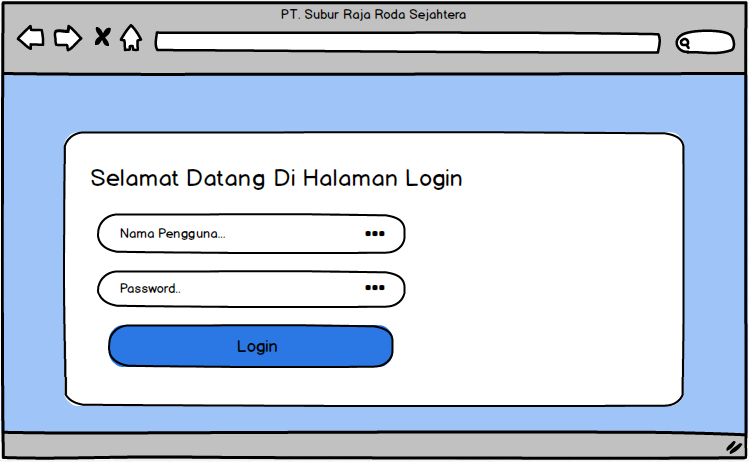 PT. Subur Raja Roda Sejahtera
Selamat Datang Di Halaman Login
Nama Pengguna...
Password..
Login